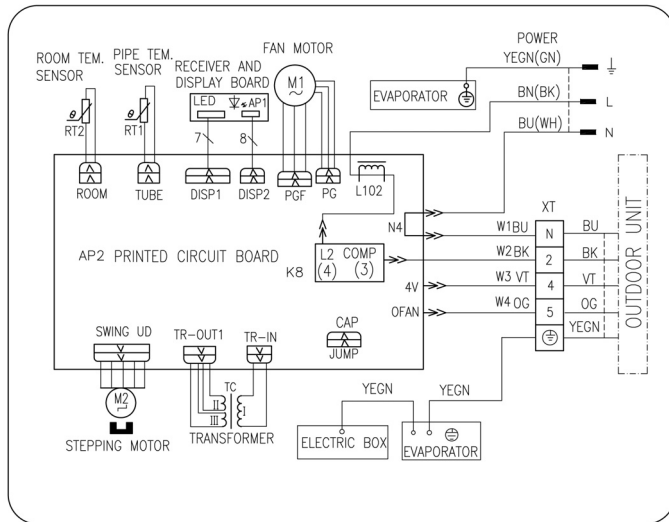 ROOM TEM.
SENSOR
PIPE TEM.
SENSOR
RECEIVER AND
DISPLAY BOARD
FAN MOTOR
POWER
YEGN(GN)
LED
AP1
M1
EVAPORATOR
BN(BK)
L
θ
RT2
θ
RT1
7
8
BU(WH)
N
ROOM
TUBE
DISP1
DISP2
PGF
PG
L102
N4
XT
W1BU
N
BU
AP2 PRINTED CIRCUIT BOARD
K8
L2
(4)
COMP
(3)
W2BK
2
BK
4V
W3 VT
4
VT
OFAN
W4 OG
5
OG
YEGN
OUTDOOR UNIT
SWING UD
TR-OUT1
TR-IN
CAP
JUMP
M2
TC
II
III
I
STEPPING MOTOR
TRANSFORMER
YEGN
YEGN
ELECTRIC BOX
EVAPORATOR